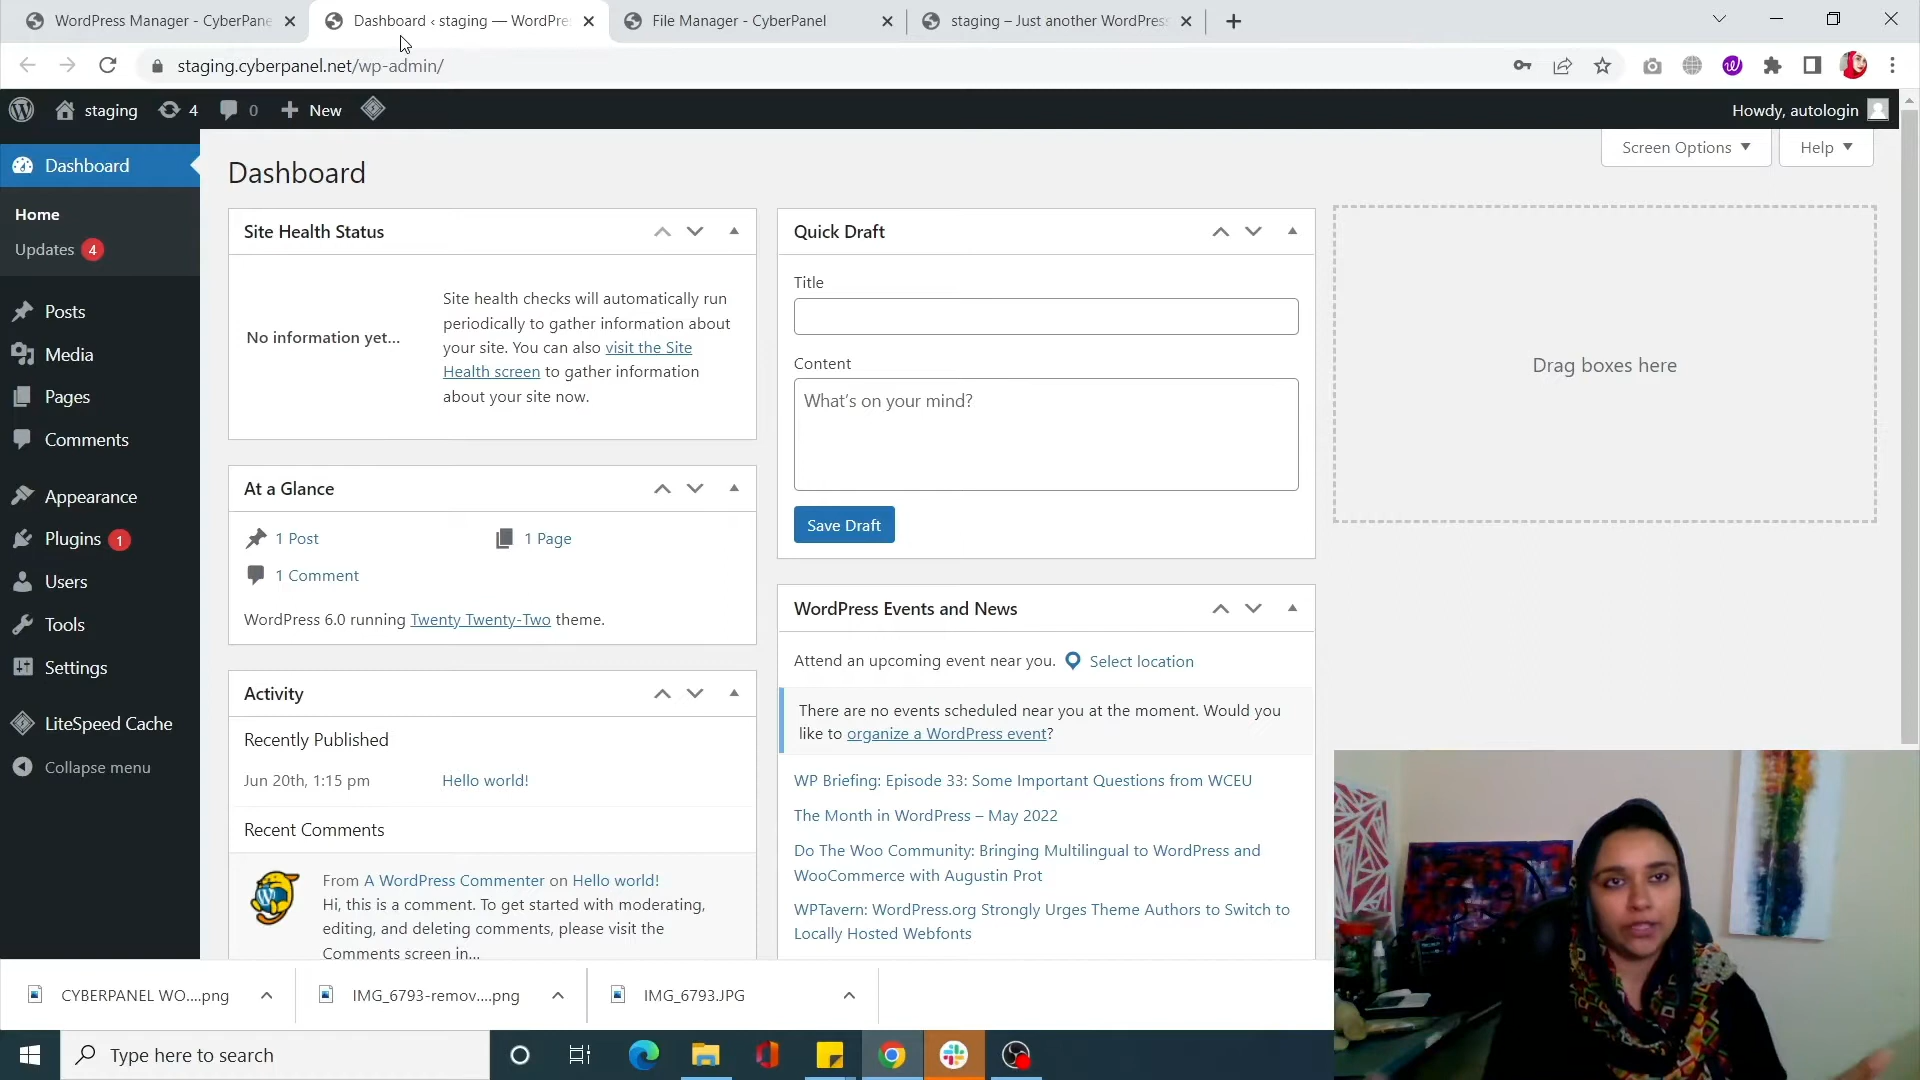 WordPress Manager - CyberPane
Dashboard ‹ staging — WordPre
File Manager - CyberPanel
staging – Just another WordPress
staging.cyberpanel.net/wp-admin/
staging
4
0
New
Howdy, autologin
Screen Options
Help
Dashboard
Home
Updates 4
Posts
Media
Pages
Comments
Appearance
Plugins 1
Users
Tools
Settings
LiteSpeed Cache
Collapse menu
Dashboard
Site Health Status
No information yet...
Site health checks will automatically run
periodically to gather information about
your site. You can also visit the Site
Health screen to gather information
about your site now.
At a Glance
1 Post
1 Page
1 Comment
WordPress 6.0 running Twenty Twenty-Two theme.
Activity
Recently Published
Jun 20th, 1:15 pm
Hello world!
Recent Comments
From A WordPress Commenter on Hello world!
Hi, this is a comment. To get started with moderating,
editing, and deleting comments, please visit the
Comments screen in...
Quick Draft
Title
Content
What's on your mind?
Save Draft
WordPress Events and News
Attend an upcoming event near you.
Select location
There are no events scheduled near you at the moment. Would you
like to organize a WordPress event?
WP Briefing: Episode 33: Some Important Questions from WCEU
The Month in WordPress – May 2022
Do The Woo Community: Bringing Multilingual to WordPress and
WooCommerce with Augustin Prot
WPTavern: WordPress.org Strongly Urges Theme Authors to Switch to
Locally Hosted Webfonts
Drag boxes here
CYBERPANEL WO....png
IMG_6793-remov....png
IMG_6793.JPG
Type here to search